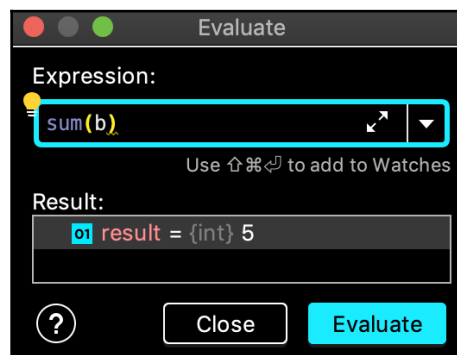 Evaluate
Expression:
sum(b)
Use ⇧⌘⏎ to add to Watches
Result:
01 result = {int} 5
? Close Evaluate